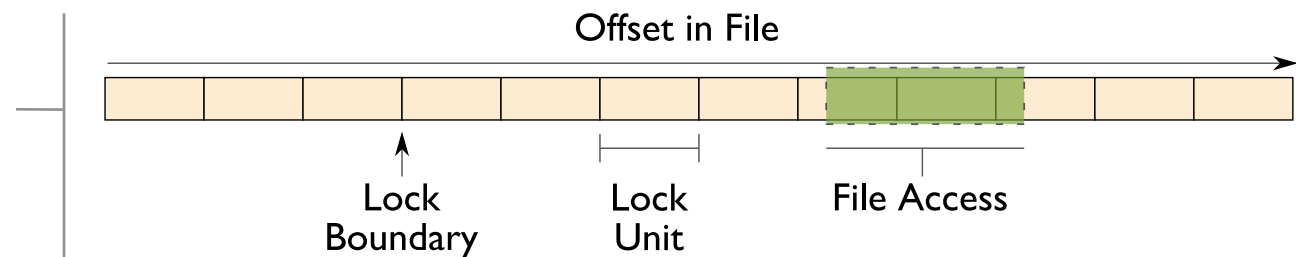 Offset in File
Lock
Boundary
Lock
Unit
File Access